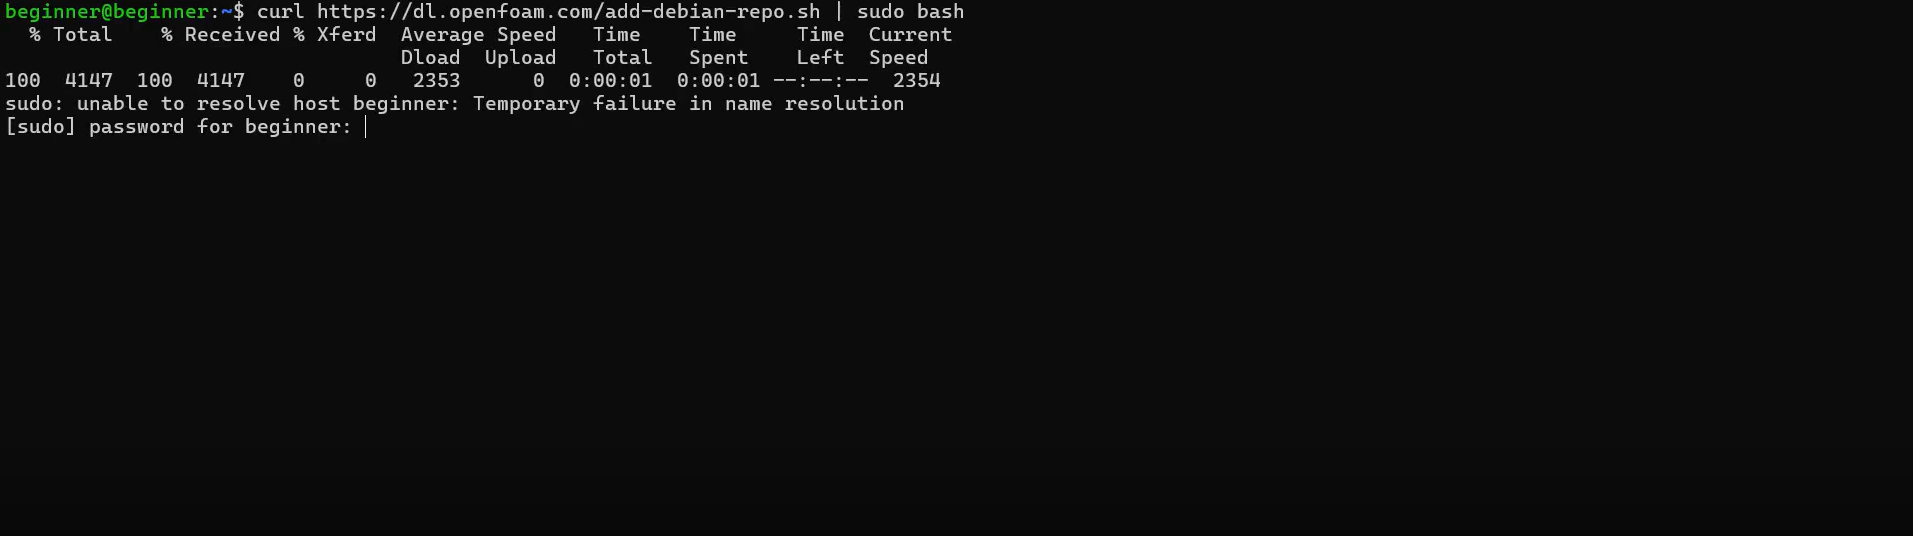 beginner@beginner:~$ curl https://dl.openfoam.com/add-debian-repo.sh | sudo bash
  % Total    % Received % Xferd  Average Speed   Time    Time     Time  Current
                                 Dload  Upload   Total   Spent    Left  Speed
100  4147  100  4147    0     0   2353      0  0:00:01  0:00:01 --:--:--  2354
sudo: unable to resolve host beginner: Temporary failure in name resolution
[sudo] password for beginner: